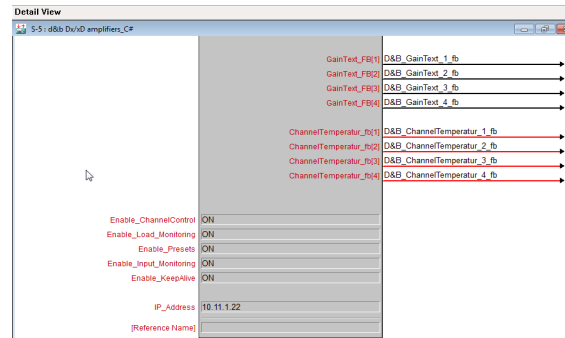 Detail View
S-5 : d&b Dx/xD amplifiers_C#
GainText_FB[1] D&B_GainText_1_fb
GainText_FB[2] D&B_GainText_2_fb
GainText_FB[3] D&B_GainText_3_fb
GainText_FB[4] D&B_GainText_4_fb
ChannelTemperatur_fb[1] D&B_ChannelTemperatur_1_fb
ChannelTemperatur_fb[2] D&B_ChannelTemperatur_2_fb
ChannelTemperatur_fb[3] D&B_ChannelTemperatur_3_fb
ChannelTemperatur_fb[4] D&B_ChannelTemperatur_4_fb
Enable_ChannelControl ON
Enable_Load_Monitoring ON
Enable_Presets ON
Enable_Input_Monitoring ON
Enable_KeepAlive ON
IP_Address 10.11.1.22
[Reference Name]